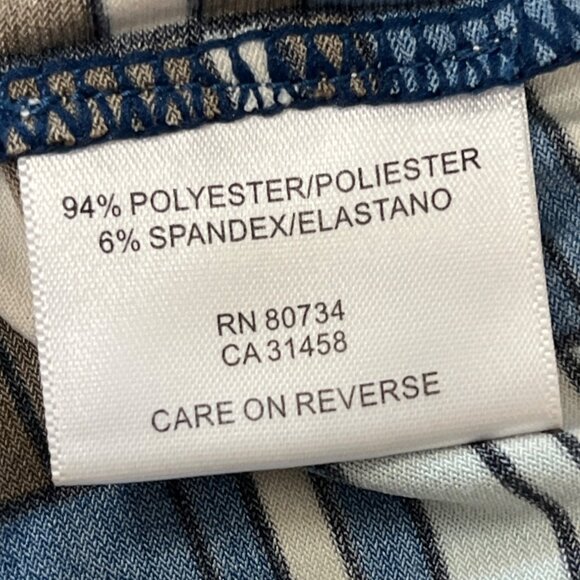 94% POLYESTER/POLIESTER
6% SPANDEX/ELASTANO
RN 80734
CA 31458
CARE ON REVERSE